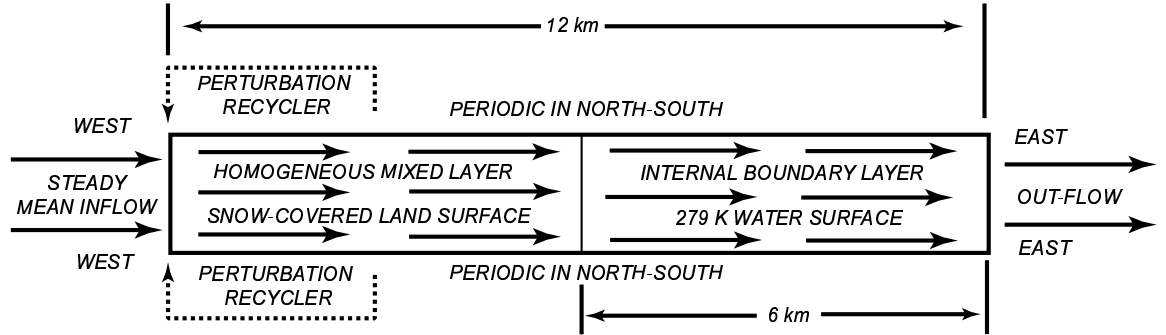 12 km
PERTURBATION
RECYCLER
PERIODIC IN NORTH-SOUTH
WEST
EAST
HOMOGENEOUS MIXED LAYER
INTERNAL BOUNDARY LAYER
STEADY
MEAN INFLOW
OUT-FLOW
SNOW-COVERED LAND SURFACE
279 K WATER SURFACE
WEST
EAST
PERTURBATION
RECYCLER
PERIODIC IN NORTH-SOUTH
6 km